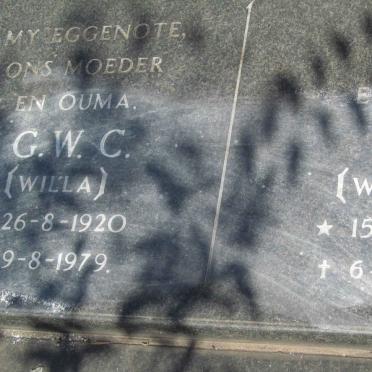 MY EGGENOTE,
ONS MOEDER
EN OUMA.
G.W.C.
(WILLA)
26-8-1920
9-8-1979.
(W
★ 15
✝ 6